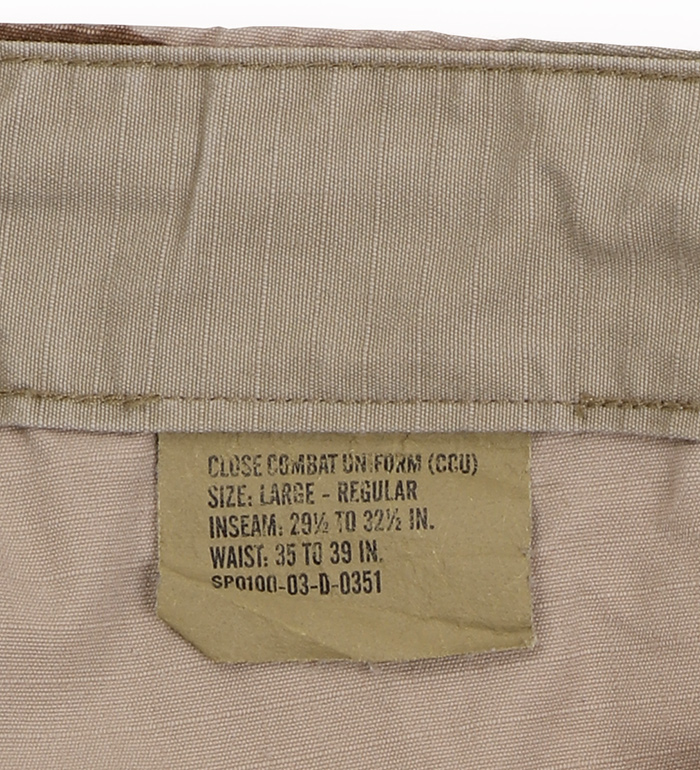 CLOSE COMBAT UNIFORM (CCU)
SIZE: LARGE - REGULAR
INSEAM: 29½ TO 32½ IN.
WAIST: 35 TO 39 IN.
SP0100-03-D-0351